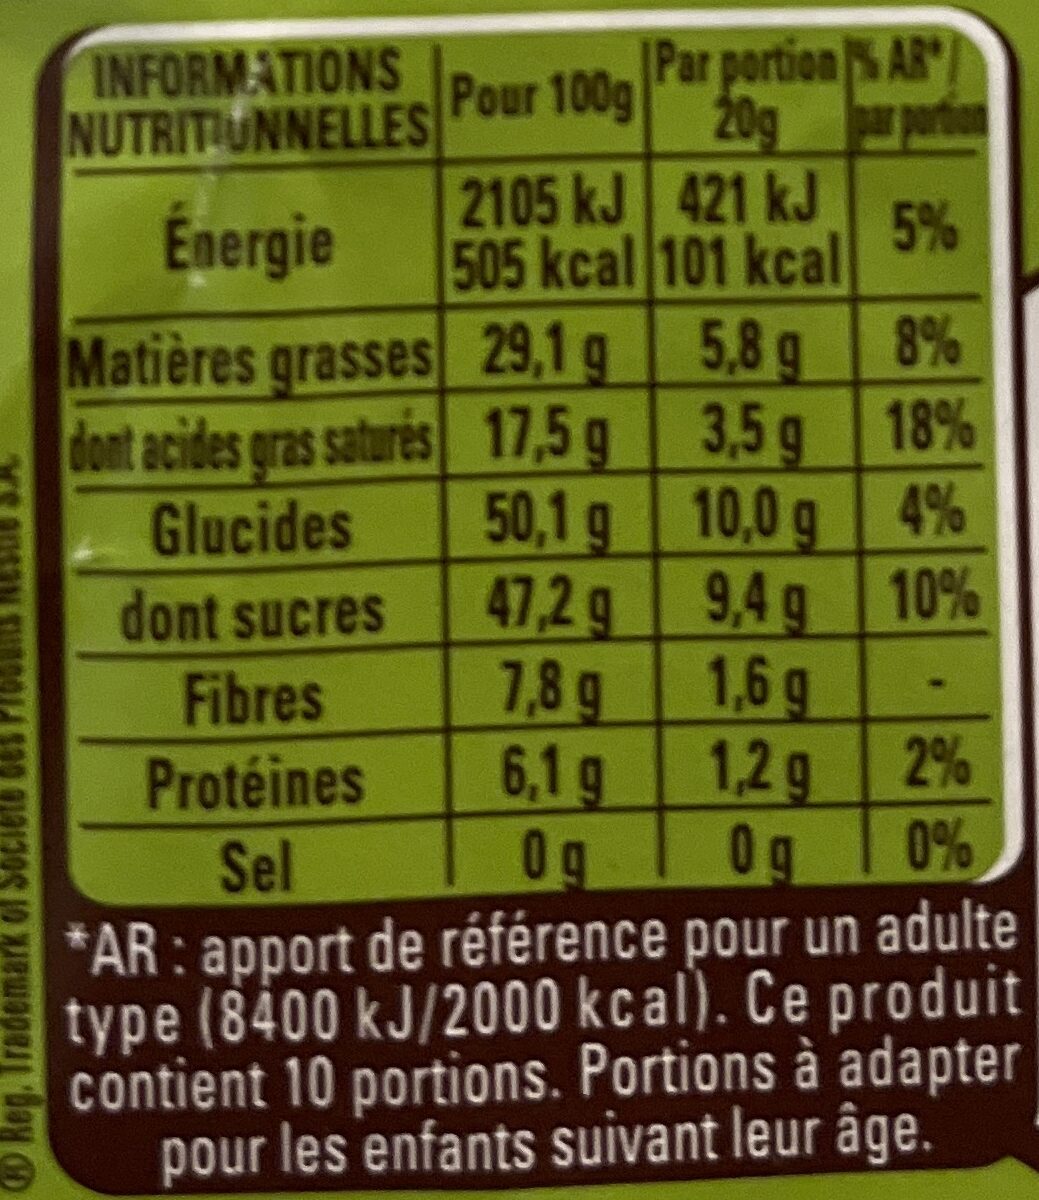 INFORMATIONS NUTRITIONNELLES Pour 100g Par portion 20g % AR*/ par portion
Énergie 2105 kJ 505 kcal 421 kJ 101 kcal 5%
Matières grasses 29,1 g 5,8 g 8%
dont acides gras saturés 17,5 g 3,5 g 18%
Glucides 50,1 g 10,0 g 4%
dont sucres 47,2 g 9,4 g 10%
Fibres 7,8 g 1,6 g -
Protéines 6,1 g 1,2 g 2%
Sel 0 g 0 g 0%
*AR : apport de référence pour un adulte
type (8400 kJ/2000 kcal). Ce produit
contient 10 portions. Portions à adapter
pour les enfants suivant leur âge.
® Reg. Trademark of Société des Produits Nestlé S.A.